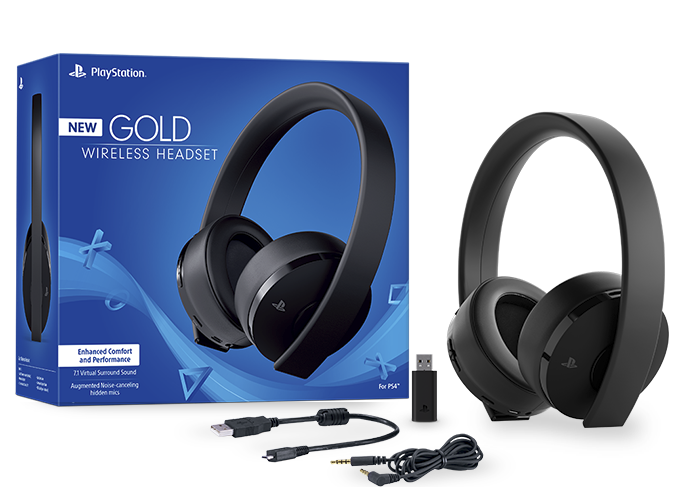 PlayStation.
NEW GOLD
WIRELESS HEADSET
Enhanced Comfort
and Performance
7.1 Virtual Surround Sound
Augmented Noise-canceling
hidden mics
For PS4™